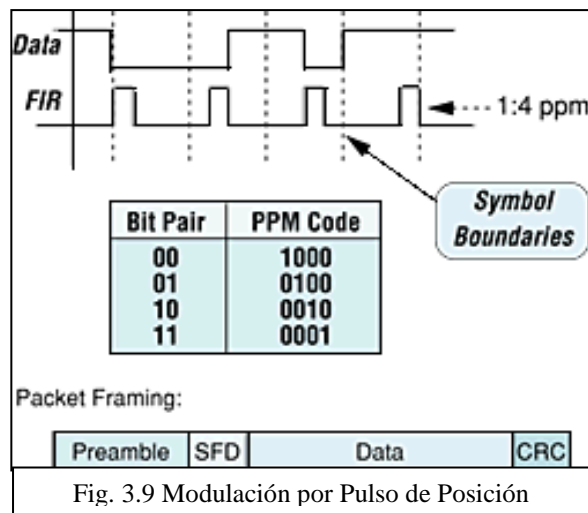 Data
FIR
1:4 ppm
Symbol
Boundaries
Bit Pair PPM Code
00 1000
01 0100
10 0010
11 0001
Packet Framing:
Preamble SFD Data CRC
Fig. 3.9 Modulación por Pulso de Posición